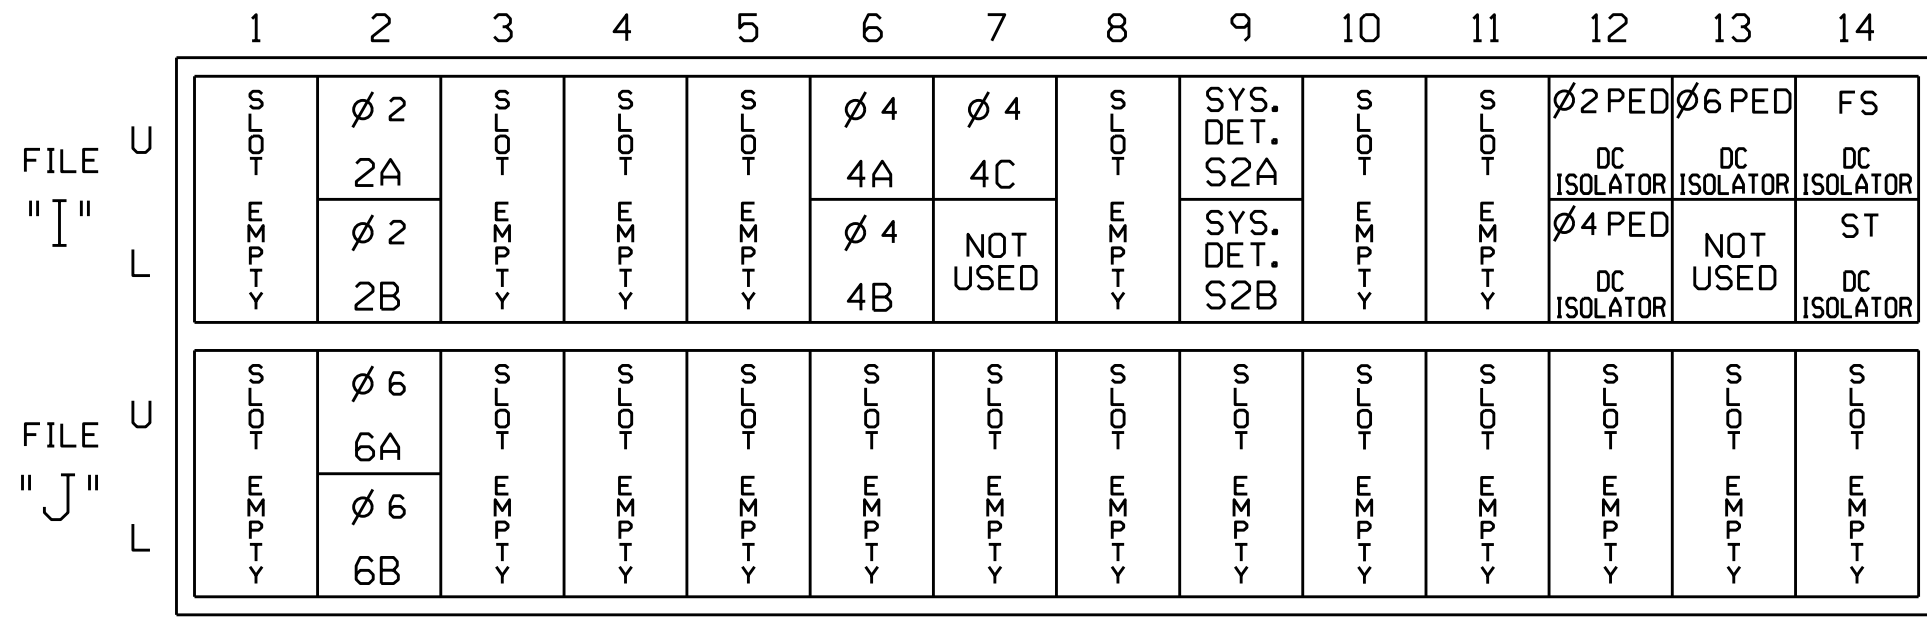 1 2 3 4 5 6 7 8 9 10 11 12 13 14
FILE
"I"
U
L
SLOT EMPTY
Ø 2
2A
Ø 2
2B
SLOT EMPTY
SLOT EMPTY
SLOT EMPTY
Ø 4
4A
Ø 4
4B
Ø 4
4C
NOT
USED
SLOT EMPTY
SYS.
DET.
S2A
SYS.
DET.
S2B
SLOT EMPTY
SLOT EMPTY
Ø2 PED
DC
ISOLATOR
Ø4 PED
DC
ISOLATOR
Ø6 PED
DC
ISOLATOR
NOT
USED
FS
DC
ISOLATOR
ST
DC
ISOLATOR
FILE
"J"
U
L
SLOT EMPTY
Ø 6
6A
Ø 6
6B
SLOT EMPTY
SLOT EMPTY
SLOT EMPTY
SLOT EMPTY
SLOT EMPTY
SLOT EMPTY
SLOT EMPTY
SLOT EMPTY
SLOT EMPTY
SLOT EMPTY
SLOT EMPTY
SLOT EMPTY